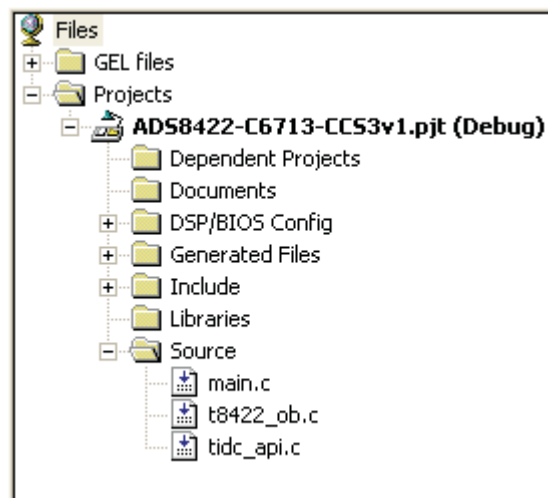 Files
GEL files
Projects
ADS8422-C6713-CCS3v1.pjt (Debug)
Dependent Projects
Documents
DSP/BIOS Config
Generated Files
Include
Libraries
Source
main.c
t8422_ob.c
tidc_api.c